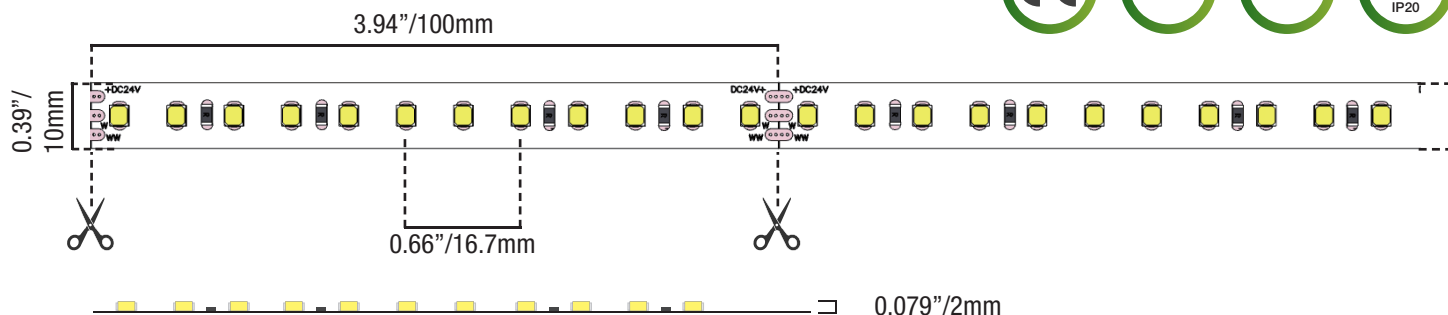 3.94”/100mm
IP20
0.39”/
10mm
+DC24V
DC24V+
+DC24V
W
W
W
WW
WW
WW
0.66”/16.7mm
0.079”/2mm